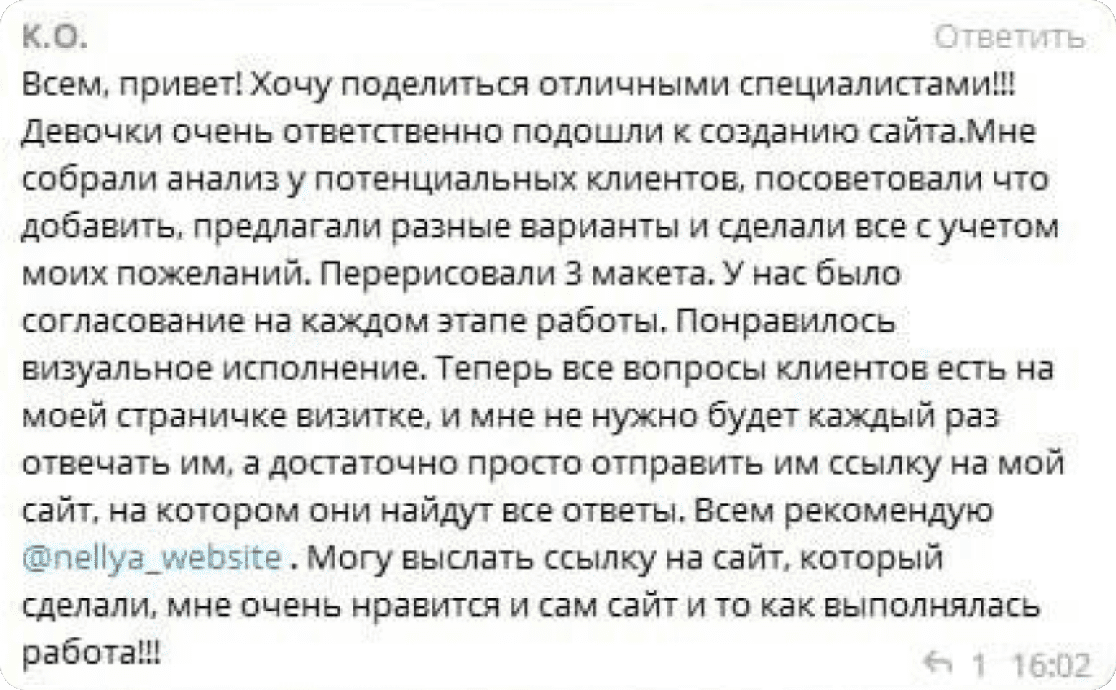 К.О.
Ответить
Всем, привет! Хочу поделиться отличными специалистами!!!
Девочки очень ответственно подошли к созданию сайта.Мне
собрали анализ у потенциальных клиентов, посоветовали что
добавить, предлагали разные варианты и сделали все с учетом
моих пожеланий. Перерисовали 3 макета. У нас было
согласование на каждом этапе работы. Понравилось
визуальное исполнение. Теперь все вопросы клиентов есть на
моей страничке визитке, и мне не нужно будет каждый раз
отвечать им, а достаточно просто отправить им ссылку на мой
сайт, на котором они найдут все ответы. Всем рекомендую
@nellya_website . Могу выслать ссылку на сайт, который
сделали, мне очень нравится и сам сайт и то как выполнялась
работа!!!
1 16:02